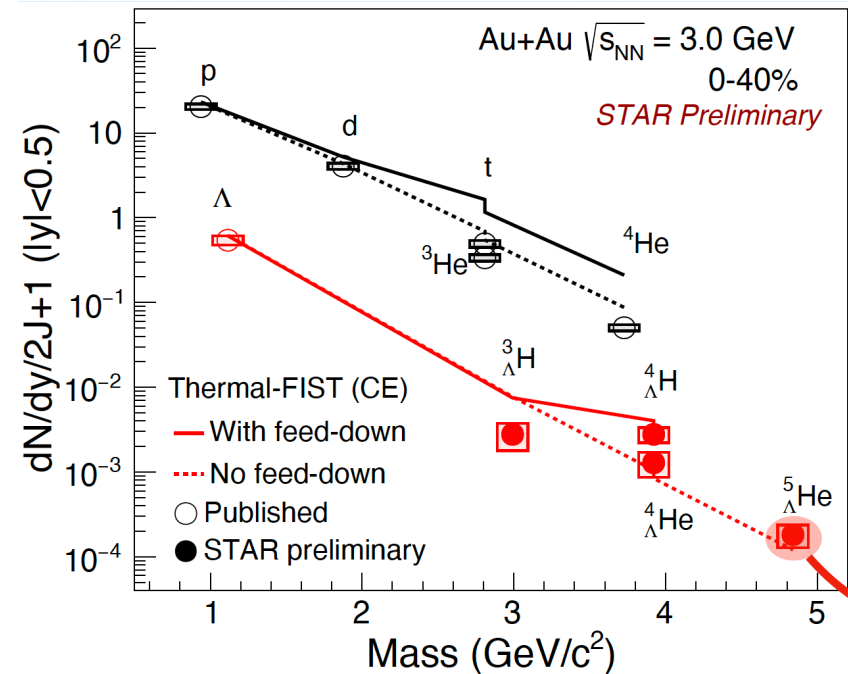 Au+Au √sNN = 3.0 GeV
0-40%
STAR Preliminary
p
d
t
Λ
³He
⁴He
³ΛH
⁴ΛH
⁴ΛHe
⁵ΛHe
Thermal-FIST (CE)
With feed-down
No feed-down
Published
STAR preliminary
dN/dy/2J+1 (|y|<0.5)
10²
10
1
10⁻¹
10⁻²
10⁻³
10⁻⁴
1 2 3 4 5
Mass (GeV/c²)